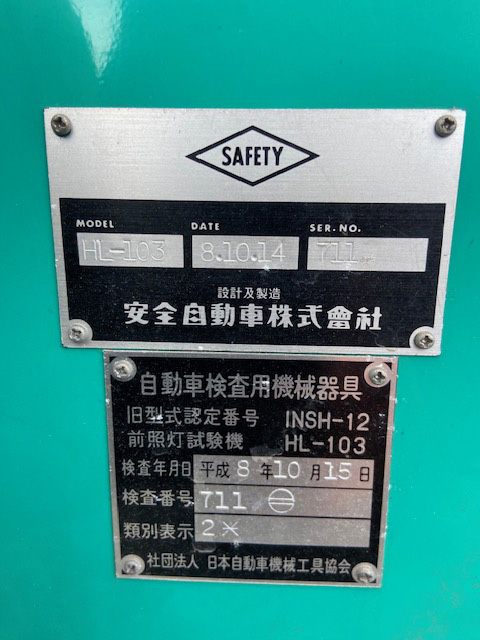 SAFETY
MODEL DATE SER. NO.
HL-103 8.10.14 711
設計及製造
安全自動車株式會社
自動車検査用機械器具
旧型式認定番号 INSH-12
前照灯試験機 HL-103
検査年月日 平成8年10月15日
検査番号 711
類別表示 2
社団法人 日本自動車機械工具協会